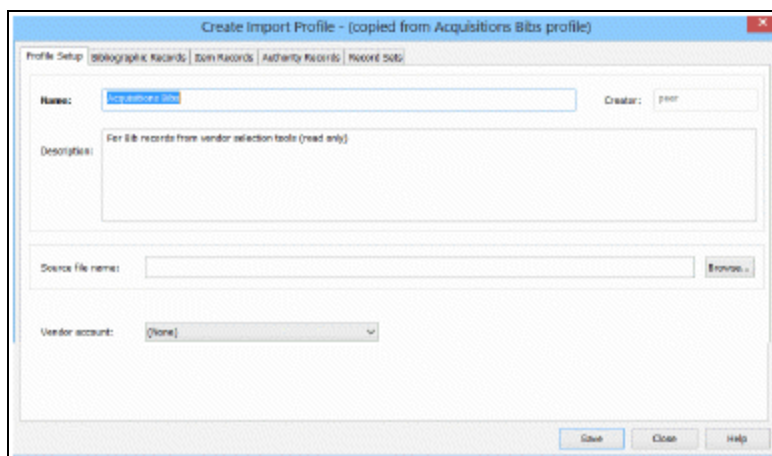 Create Import Profile - (copied from Acquisitions Bibs profile)
Profile Setup Bibliographic Records Item Records Authority Records Record Sets
Name: Acquisitions Bibs Creator:
Description: For Bib records from vendor selection tools (read only)
Source file name: Browse...
Vendor account: (None)
Save Close Help